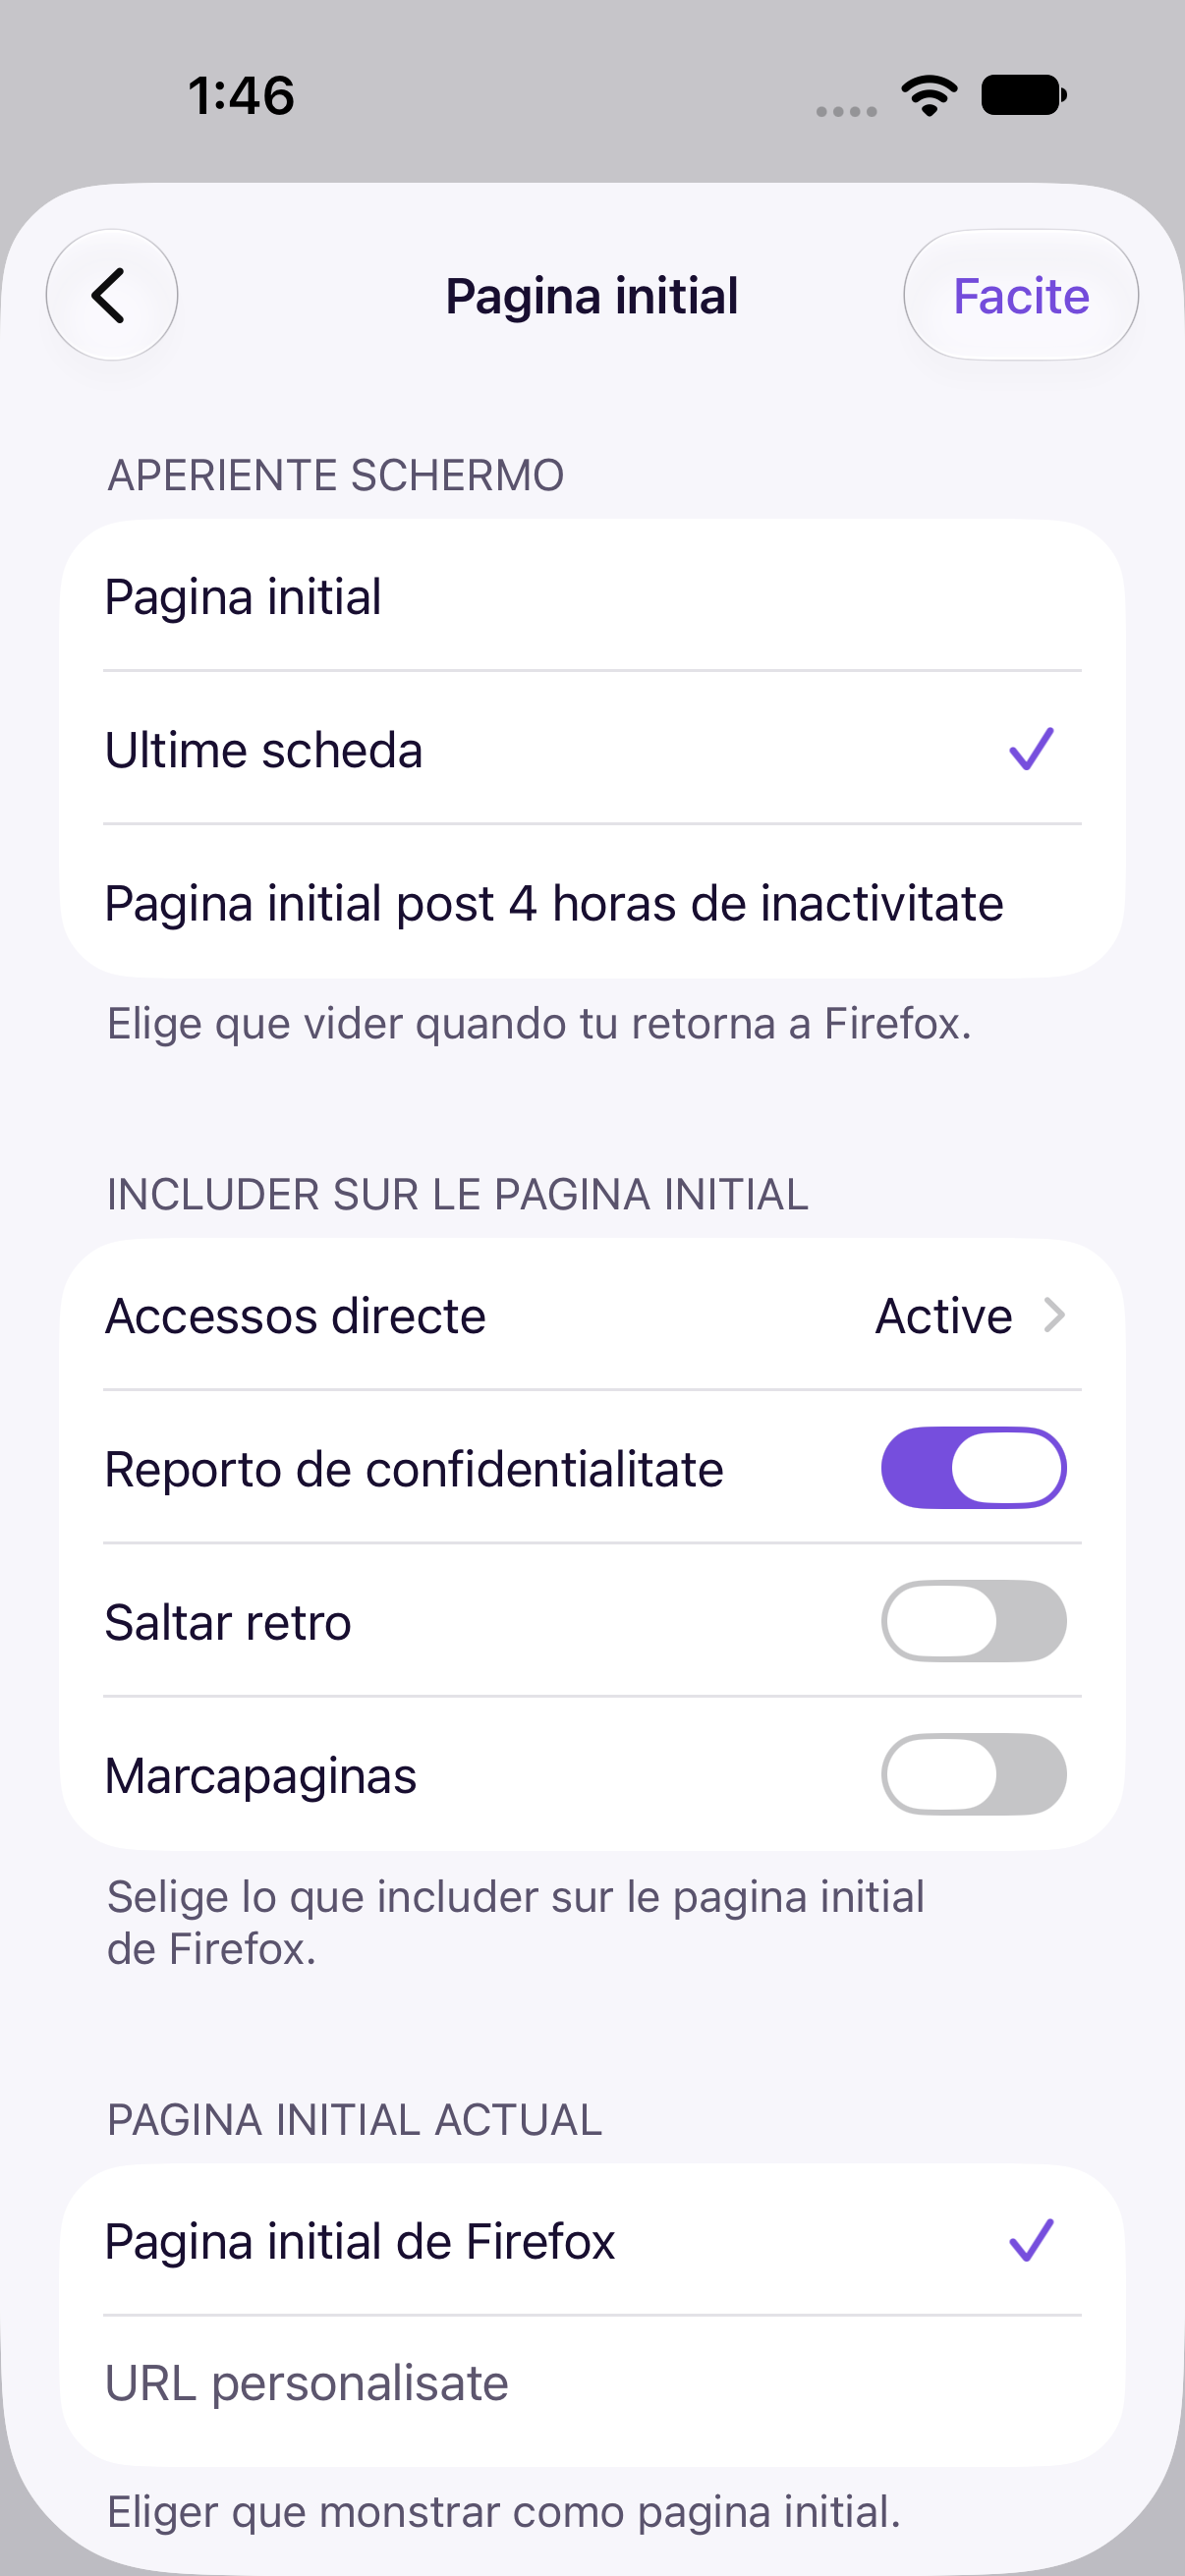 1:46
Pagina initial
Facite
APERIENTE SCHERMO
Pagina initial
Ultime scheda
Pagina initial post 4 horas de inactivitate
Elige que vider quando tu retorna a Firefox.
INCLUDER SUR LE PAGINA INITIAL
Accessos directe
Active
Reporto de confidentialitate
Saltar retro
Marcapaginas
Selige lo que includer sur le pagina initial
de Firefox.
PAGINA INITIAL ACTUAL
Pagina initial de Firefox
URL personalisate
Eliger que monstrar como pagina initial.